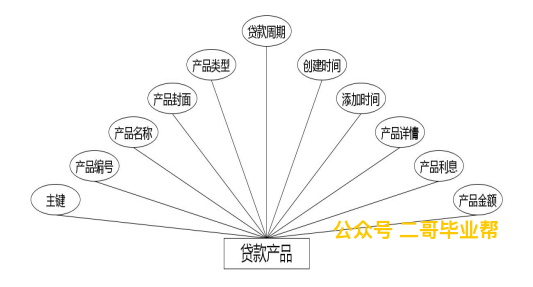 贷款周期
产品类型
创建时间
产品封面
添加时间
产品名称
产品详情
产品编号
产品利息
主键
产品金额
公众号 二哥毕业帮
贷款产品